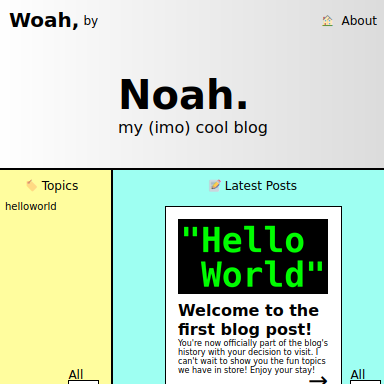 Woah, by
🏠 About
Noah.
my (imo) cool blog
🏷️ Topics
helloworld
All
📝 Latest Posts
"Hello
World"
Welcome to the
first blog post!
You're now officially part of the blog's
history with your decision to visit. I
can't wait to show you the fun topics
we have in store! Enjoy your stay!
→
All